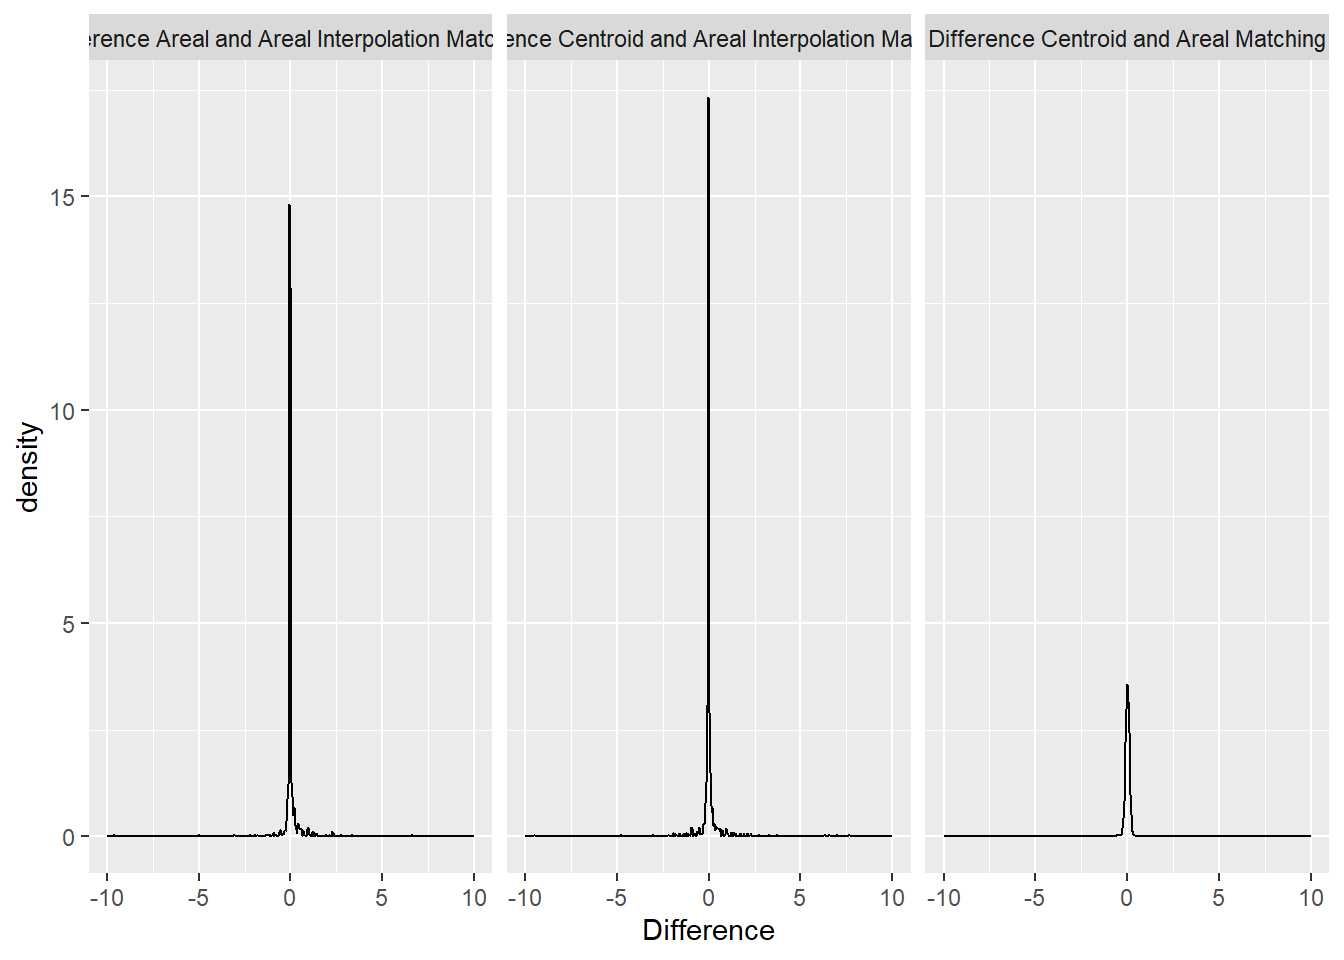 erence Areal and Areal Interpolation Matc
ence Centroid and Areal Interpolation Ma
Difference Centroid and Areal Matching
15
10
5
0
density
-10 -5 0 5 10
-10 -5 0 5 10
-10 -5 0 5 10
Difference